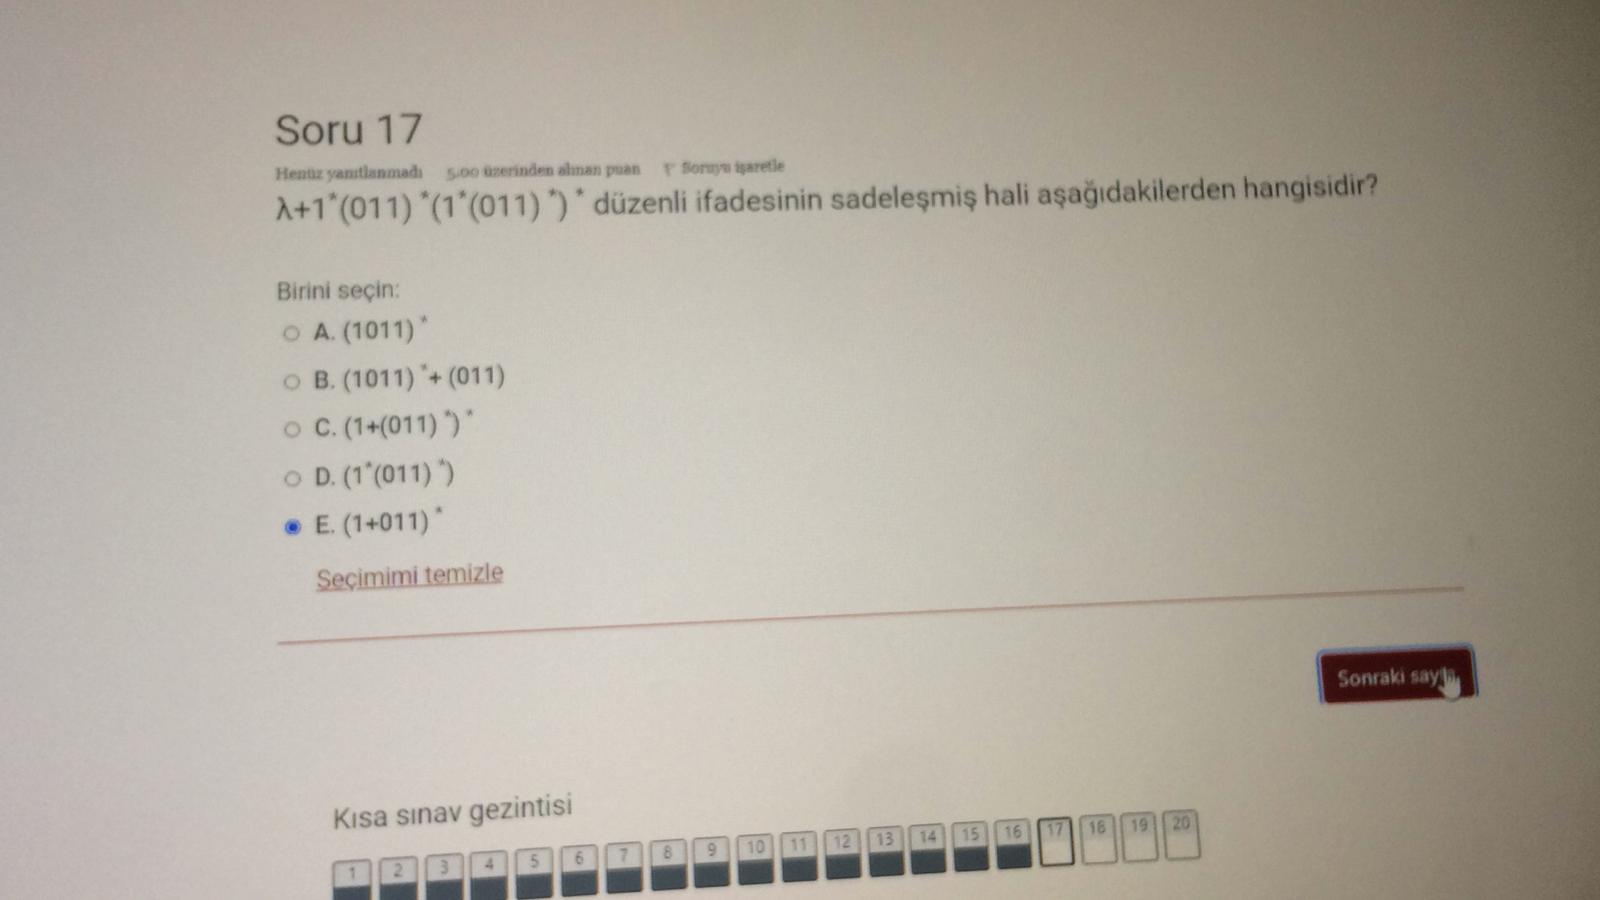 Soru 17
Henüz yanıtlanmadı 5,00 üzerinden alınan puan Soruyu işaretle
λ+1*(011) *(1*(011) *) * düzenli ifadesinin sadeleşmiş hali aşağıdakilerden hangisidir?
Birini seçin:
A. (1011) *
B. (1011) *+ (011)
C. (1+(011) *) *
D. (1*(011) *)
E. (1+011) *
Seçimimi temizle
Sonraki sayfa
Kısa sınav gezintisi
1 2 3 4 5 6 7 8 9 10 11 12 13 14 15 16 17 18 19 20